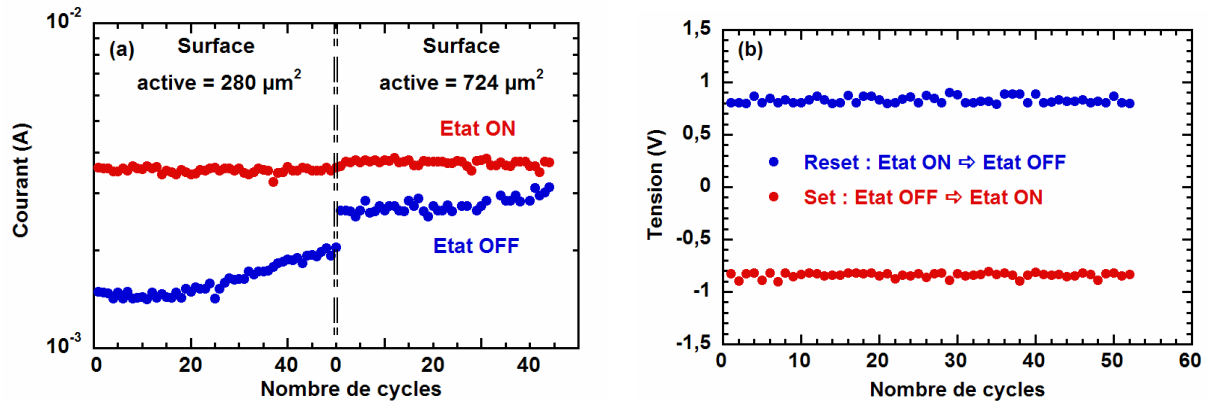 (a)
Surface
active = 280 µm²
Surface
active = 724 µm²
Etat ON
Etat OFF
Courant (A)
10⁻²
10⁻³
0 20 40 0 20 40
Nombre de cycles
(b)
Reset : Etat ON ⇨ Etat OFF
Set : Etat OFF ⇨ Etat ON
Tension (V)
1,5
1
0,5
0
-0,5
-1
-1,5
0 10 20 30 40 50 60
Nombre de cycles